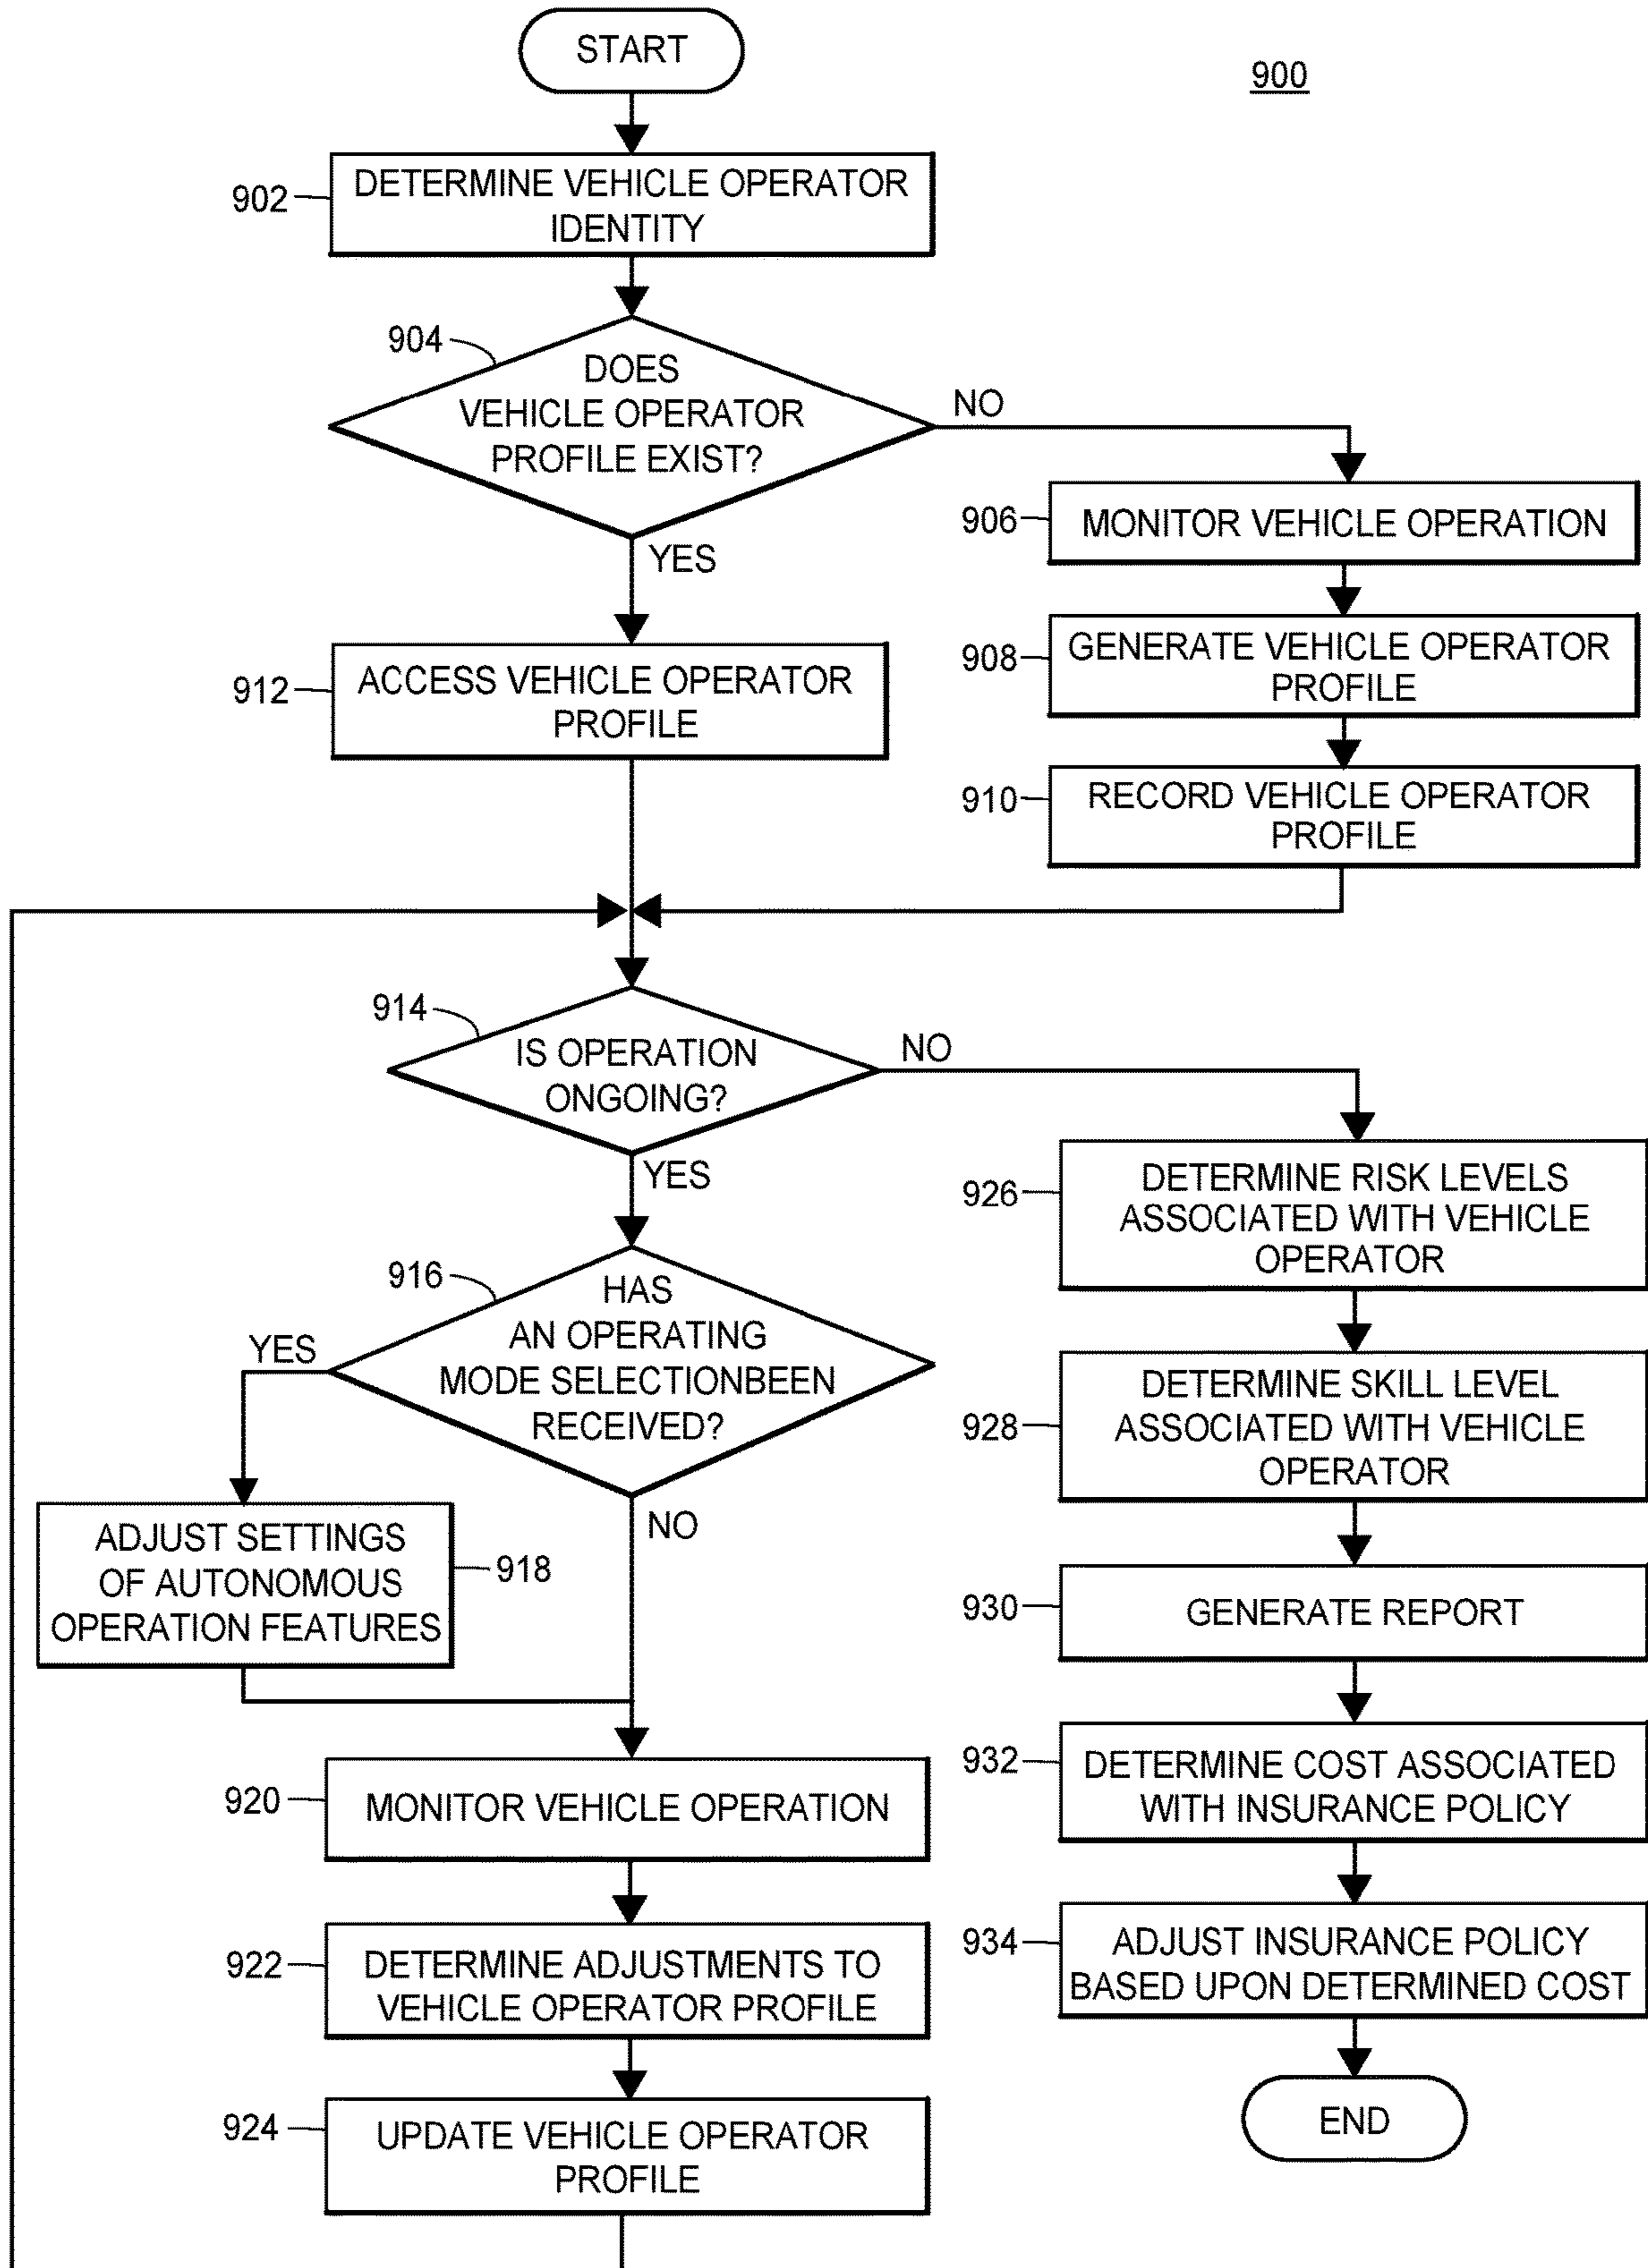 START
900
902
DETERMINE VEHICLE OPERATOR
IDENTITY
904
DOES
VEHICLE OPERATOR
PROFILE EXIST?
NO
YES
906
MONITOR VEHICLE OPERATION
908
GENERATE VEHICLE OPERATOR
PROFILE
910
RECORD VEHICLE OPERATOR
PROFILE
912
ACCESS VEHICLE OPERATOR
PROFILE
914
IS OPERATION
ONGOING?
NO
YES
916
HAS
AN OPERATING
MODE SELECTIONBEEN
RECEIVED?
YES
NO
ADJUST SETTINGS
OF AUTONOMOUS
OPERATION FEATURES
918
920
MONITOR VEHICLE OPERATION
922
DETERMINE ADJUSTMENTS TO
VEHICLE OPERATOR PROFILE
924
UPDATE VEHICLE OPERATOR
PROFILE
926
DETERMINE RISK LEVELS
ASSOCIATED WITH VEHICLE
OPERATOR
928
DETERMINE SKILL LEVEL
ASSOCIATED WITH VEHICLE
OPERATOR
930
GENERATE REPORT
932
DETERMINE COST ASSOCIATED
WITH INSURANCE POLICY
934
ADJUST INSURANCE POLICY
BASED UPON DETERMINED COST
END